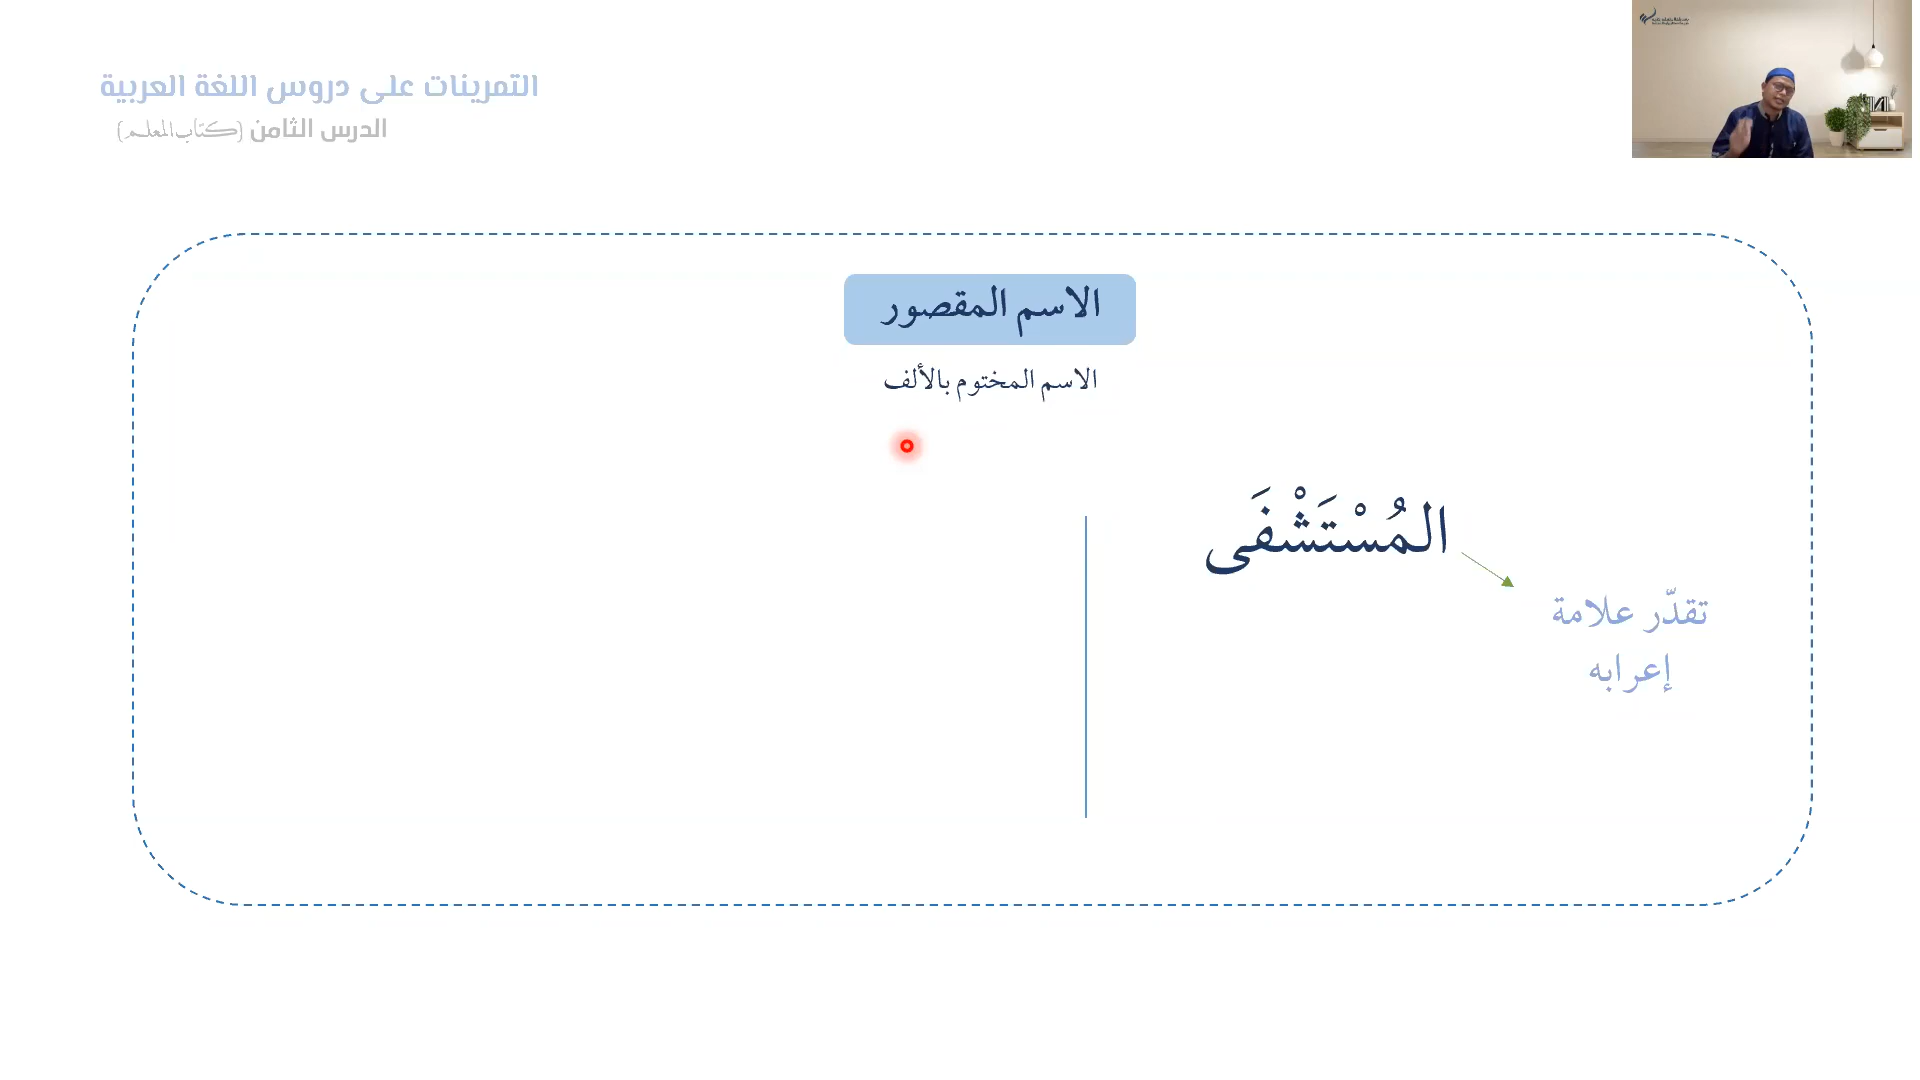 التمرينات على دروس اللغة العربية
الدرس الثامن (كتاب المعلم)
الاسم المقصور
الاسم المختوم بالألف
المُسْتَشْفَى
تقدّر علامة
إعرابه